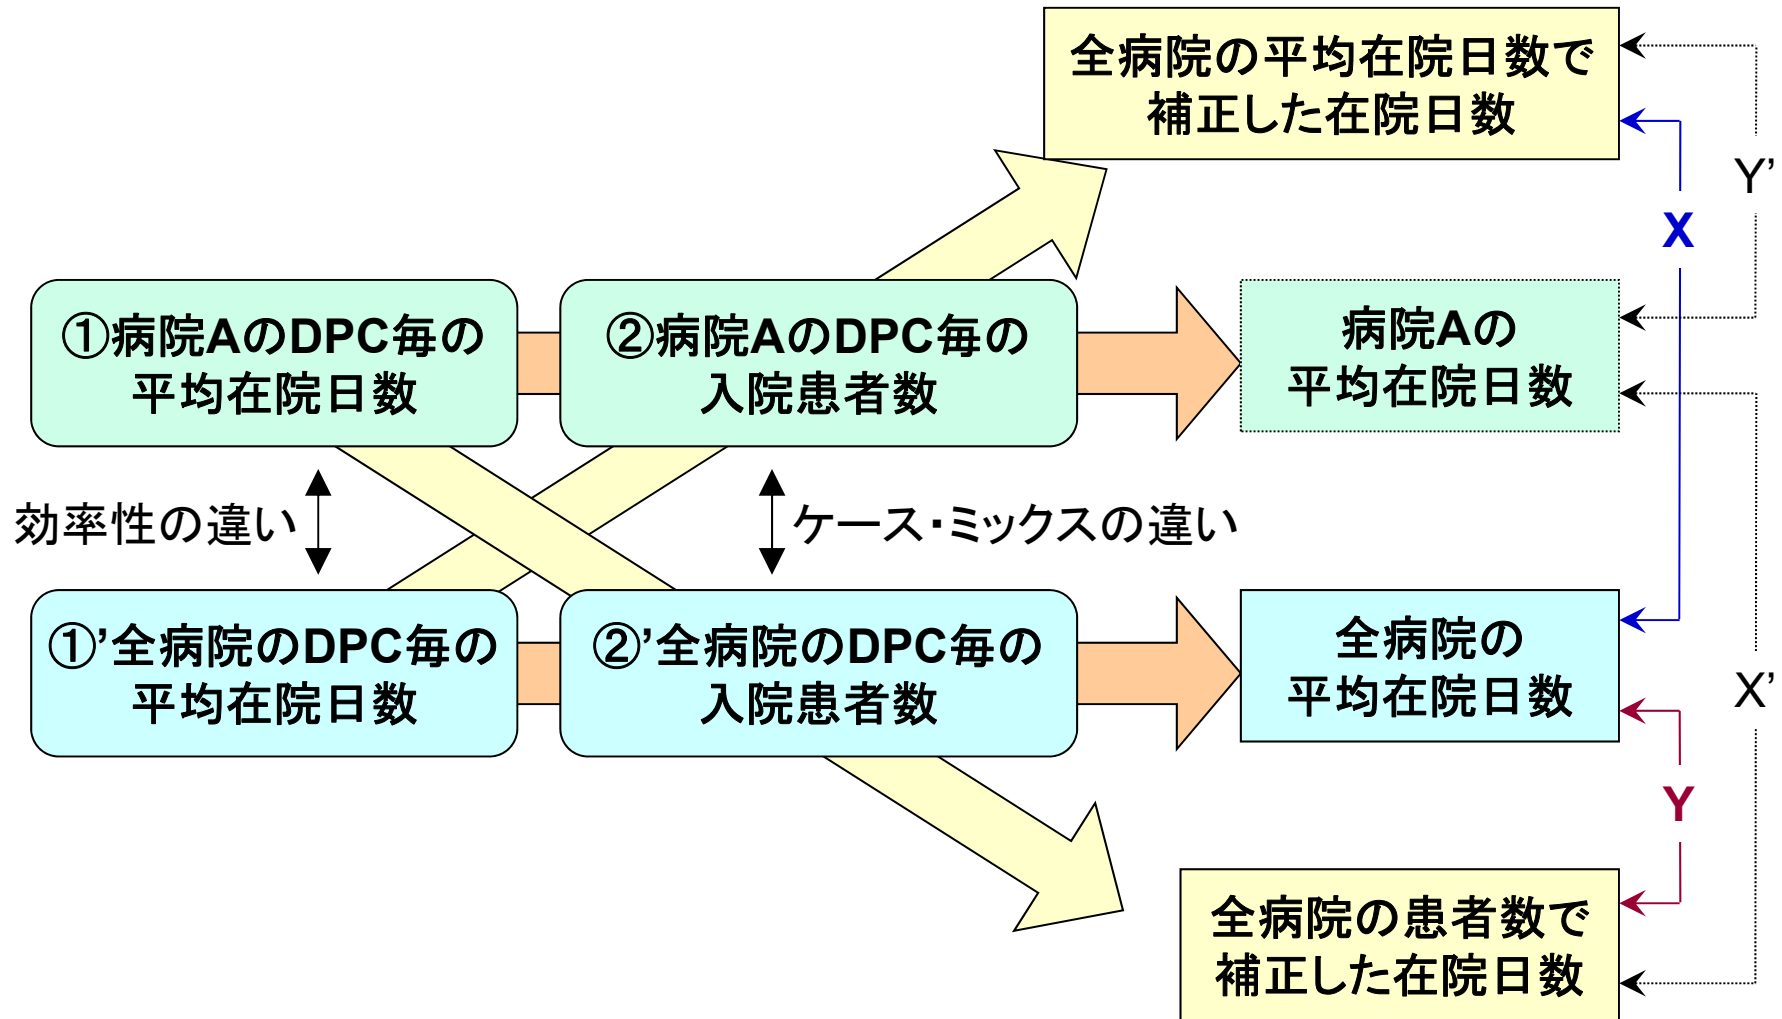 全病院の平均在院日数で
補正した在院日数
Y’
X
①病院AのDPC毎の
平均在院日数
②病院AのDPC毎の
入院患者数
病院Aの
平均在院日数
効率性の違い
ケース・ミックスの違い
①’全病院のDPC毎の
平均在院日数
②’全病院のDPC毎の
入院患者数
全病院の
平均在院日数
X’
Y
全病院の患者数で
補正した在院日数